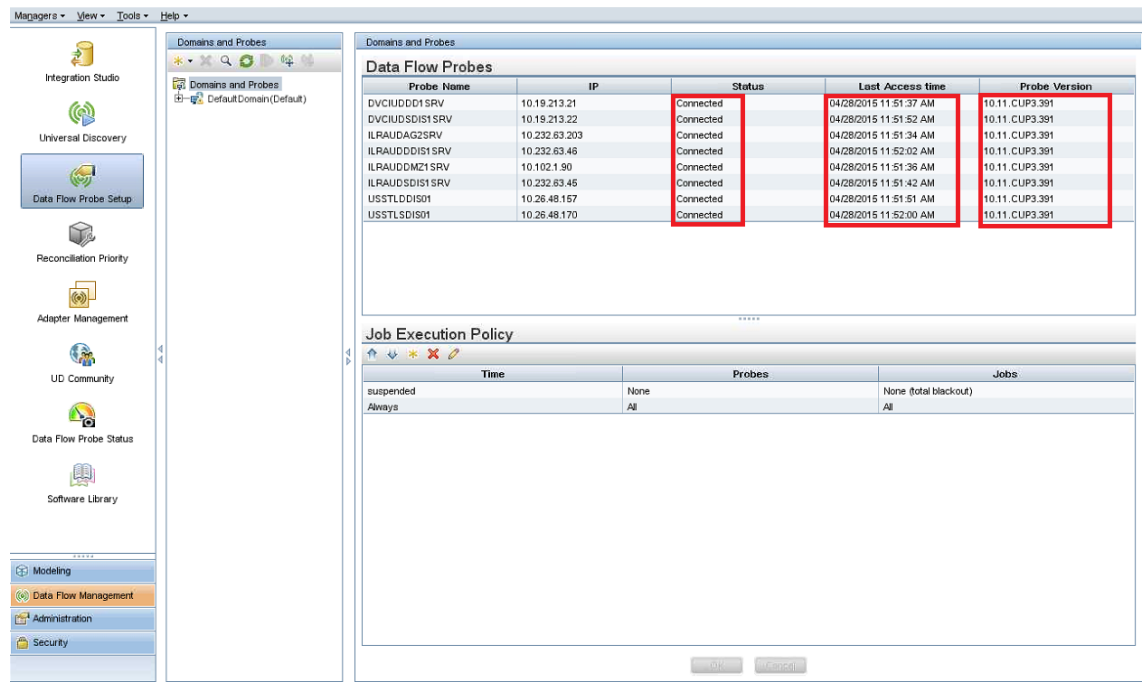 Managers View Tools Help
Integration Studio
Universal Discovery
Data Flow Probe Setup
Reconciliation Priority
Adapter Management
UD Community
Data Flow Probe Status
Software Library
Modeling
Data Flow Management
Administration
Security
Domains and Probes
Domains and Probes
DefaultDomain(Default)
Domains and Probes
Data Flow Probes
Probe Name IP Status Last Access time Probe Version
DVCIUDDD1SRV 10.19.213.21 Connected 04/28/2015 11:51:37 AM 10.11.CUP3.391
DVCIUDSDIS1SRV 10.19.213.22 Connected 04/28/2015 11:51:52 AM 10.11.CUP3.391
ILRAUDAG2SRV 10.232.63.203 Connected 04/28/2015 11:51:34 AM 10.11.CUP3.391
ILRAUDDDIS1SRV 10.232.63.46 Connected 04/28/2015 11:52:02 AM 10.11.CUP3.391
ILRAUDDMZ1SRV 10.102.1.90 Connected 04/28/2015 11:51:36 AM 10.11.CUP3.391
ILRAUDSDIS1SRV 10.232.63.45 Connected 04/28/2015 11:51:42 AM 10.11.CUP3.391
USSTLDDIS01 10.26.48.157 Connected 04/28/2015 11:51:51 AM 10.11.CUP3.391
USSTLSDIS01 10.26.48.170 Connected 04/28/2015 11:52:00 AM 10.11.CUP3.391
Job Execution Policy
Time Probes Jobs
suspended None None (total blackout)
Always All All
OK Cancel